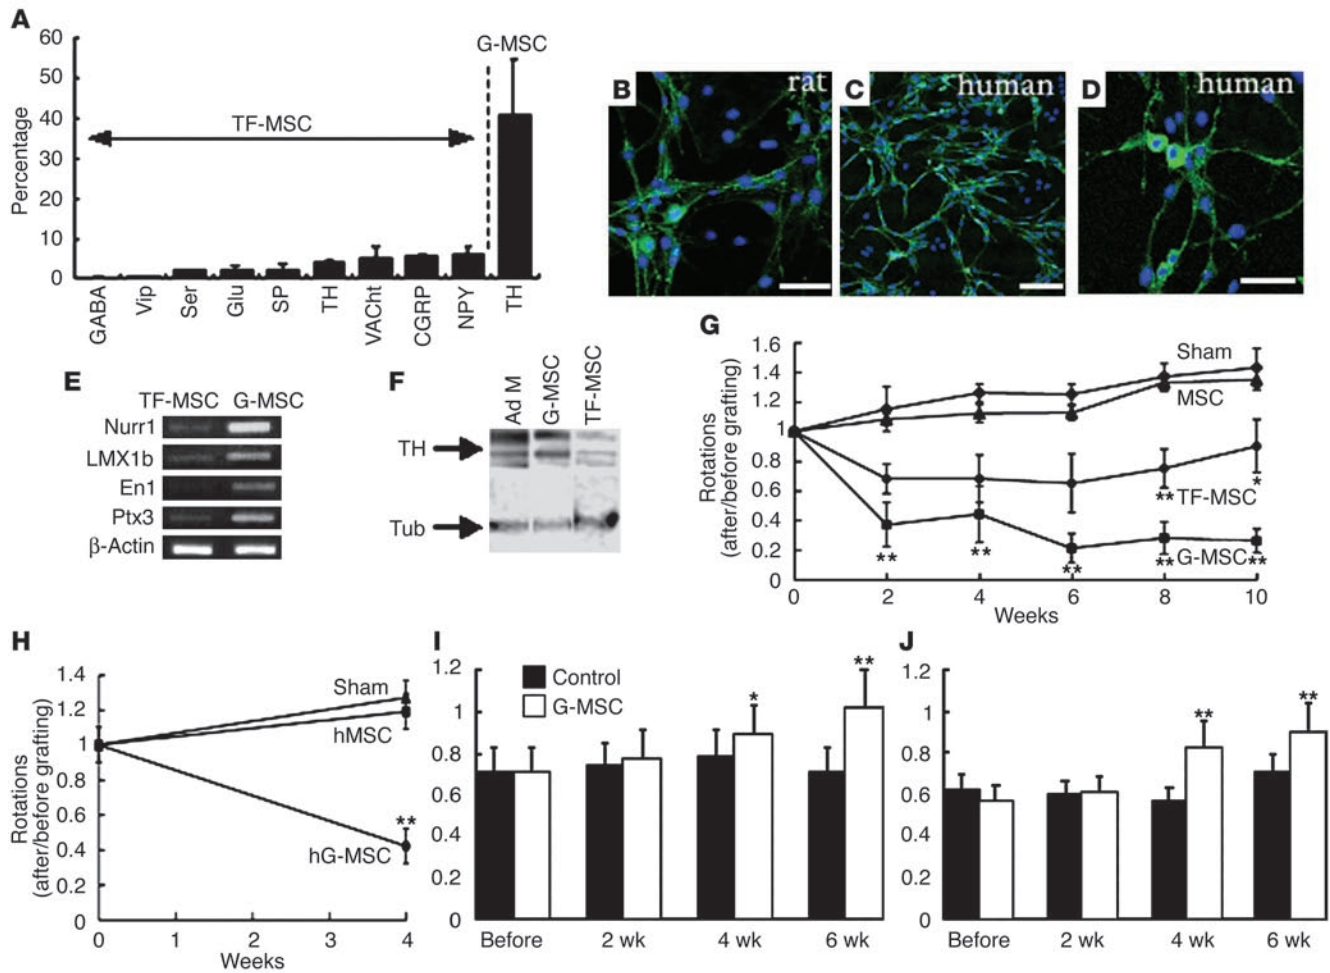 A
60
50
40
30
20
10
0
Percentage
TF-MSC
G-MSC
GABA
Vip
Ser
Glu
SP
TH
VACht
CGRP
NPY
TH
B
rat
C
human
D
human
E
TF-MSC G-MSC
Nurr1
LMX1b
En1
Ptx3
β-Actin
F
Ad M
G-MSC
TF-MSC
TH
Tub
G
1.6
1.4
1.2
1
0.8
0.6
0.4
0.2
0
Rotations
(after/before grafting)
Sham
MSC
TF-MSC
G-MSC
** ** ** ** **
** *
0 2 4 6 8 10
Weeks
H
1.4
1.2
1
0.8
0.6
0.4
0.2
0
Rotations
(after/before grafting)
Sham
hMSC
**
hG-MSC
0 1 2 3 4
Weeks
I
1.2
1
0.8
0.6
0.4
0.2
0
Control
G-MSC
* **
Before 2 wk 4 wk 6 wk
J
1.2
1
0.8
0.6
0.4
0.2
0
** **
Before 2 wk 4 wk 6 wk